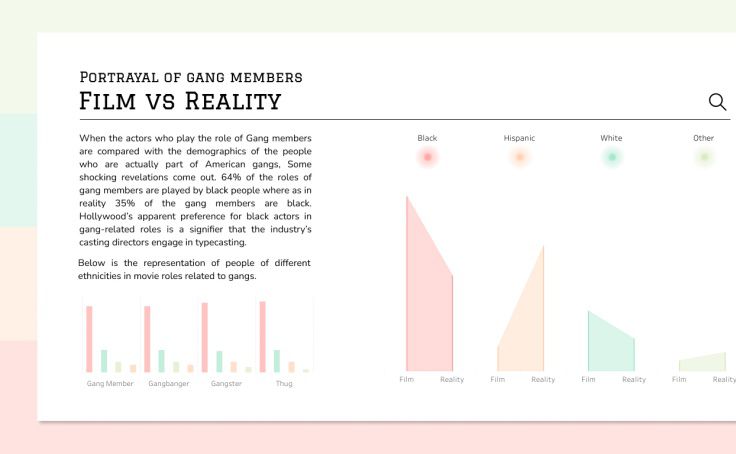 Portrayal of gang members
Film vs Reality
When the actors who play the role of Gang members
are compared with the demographics of the people
who are actually part of American gangs, Some
shocking revelations come out. 64% of the roles of
gang members are played by black people where as in
reality 35% of the gang members are black.
Hollywood's apparent preference for black actors in
gang-related roles is a signifier that the industry's
casting directors engage in typecasting.
Below is the representation of people of different
ethnicities in movie roles related to gangs.
Gang Member Gangbanger Gangster Thug
Black Hispanic White Other
Film Reality Film Reality Film Reality Film Reality